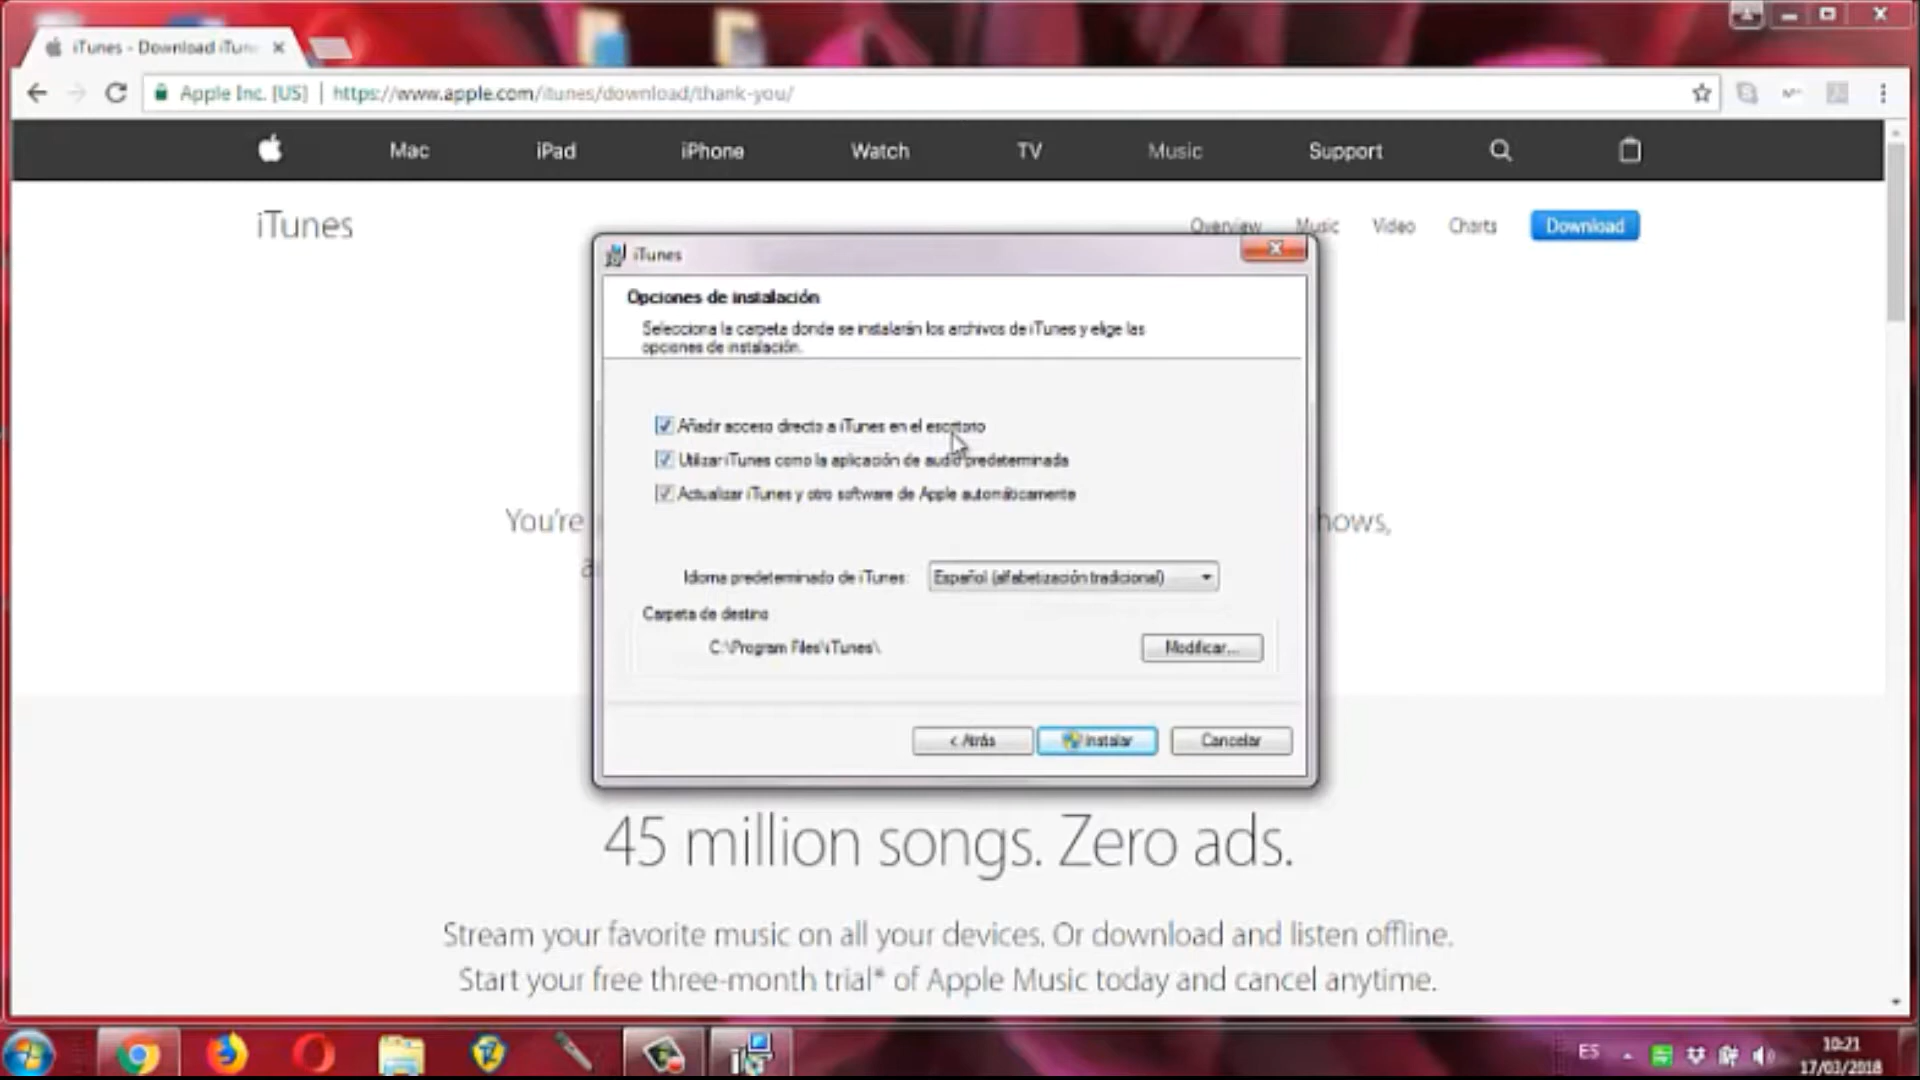 iTunes - Download iTun
Apple Inc. [US] | https://www.apple.com/itunes/download/thank-you/
Mac iPad iPhone Watch TV Music Support
iTunes
Overview Music Video Charts Download
iTunes
Opciones de instalación
Selecciona la carpeta donde se instalarán los archivos de iTunes y elige las
opciones de instalación.
Añadir acceso directo a iTunes en el escritorio
Utilizar iTunes como la aplicación de audio predeterminada
Actualizar iTunes y otro software de Apple automáticamente
You're
hows,
Idioma predeterminado de iTunes: Español (alfabetización tradicional)
Carpeta de destino
C:\Program Files\iTunes\ Modificar...
< Atrás Instalar Cancelar
45 million songs. Zero ads.
Stream your favorite music on all your devices. Or download and listen offline.
Start your free three-month trial* of Apple Music today and cancel anytime.
ES 10:21
17/03/2018